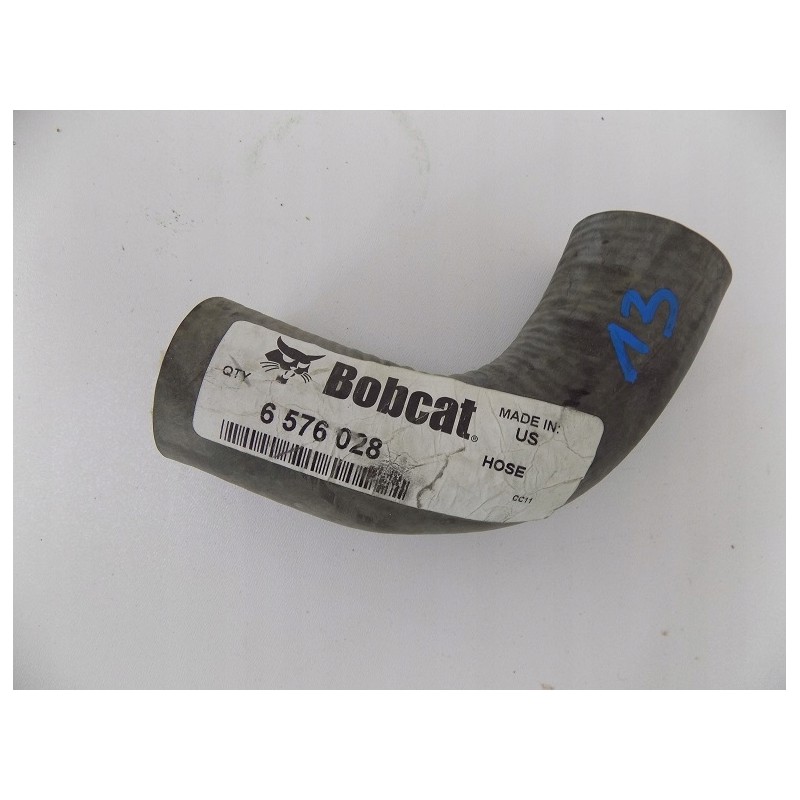 QTY
Bobcat®
6 576 028
MADE IN:
US
HOSE
CC11
13